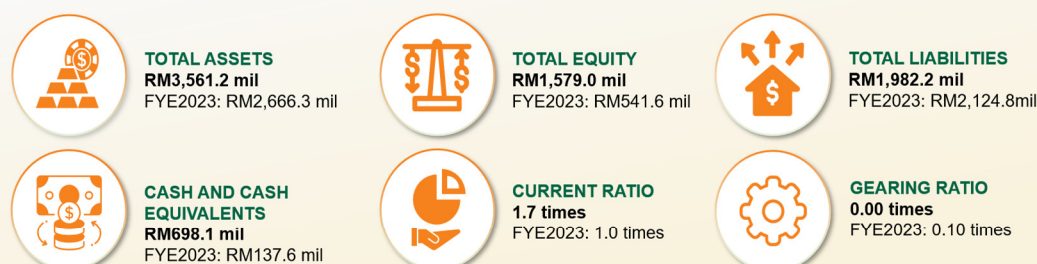 TOTAL ASSETS
RM3,561.2 mil
FYE2023: RM2,666.3 mil
TOTAL EQUITY
RM1,579.0 mil
FYE2023: RM541.6 mil
TOTAL LIABILITIES
RM1,982.2 mil
FYE2023: RM2,124.8mil
CASH AND CASH
EQUIVALENTS
RM698.1 mil
FYE2023: RM137.6 mil
CURRENT RATIO
1.7 times
FYE2023: 1.0 times
GEARING RATIO
0.00 times
FYE2023: 0.10 times